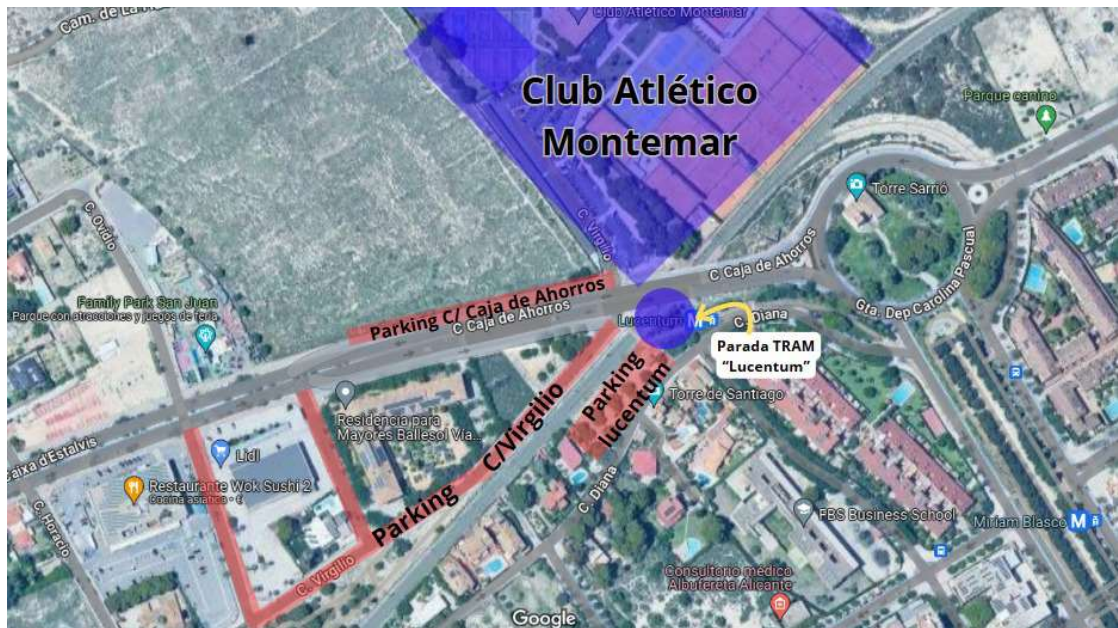 Cam. de La
Club Atlético Montemar
Club Atlético
Montemar
Parque canino
Torre Sarrió
C. Ovidio
C. Virgilio
C. Caja de Ahorros
Gta. Dep Carolina Pascual
Family Park San Juan
Parque con atracciones y juegos de feria
Parking C/ Caja de Ahorros
C. Caja de Ahorros
Lucentum
M
C. Diana
Parada TRAM
“Lucentum”
Parking
lucentum
Torre de Santiago
Parking C/Virgilio
Residencia para
Mayores Ballesol Vía...
Caixa d'Estalvis
Lidl
Restaurante Wok Sushi 2
Cocina asiática • €
C. Horacio
C. Virgilio
C. Diana
FBS Business School
Miriam Blasco
M
Consultorio médico
Albufereta Alicante
Google